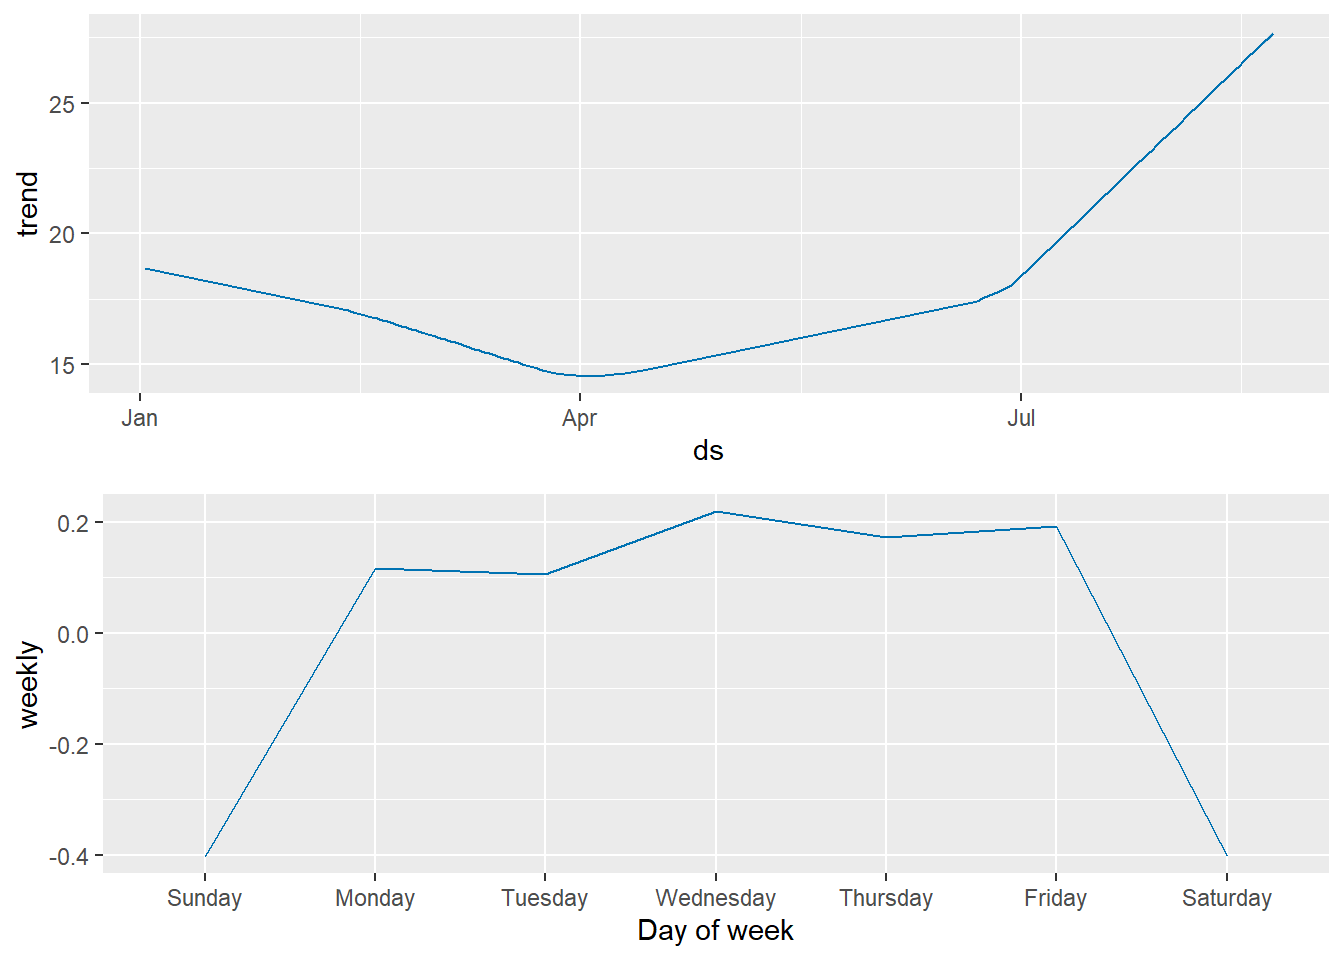 trend
25
20
15
Jan Apr Jul
ds
weekly
0.2
0.0
-0.2
-0.4
Sunday Monday Tuesday Wednesday Thursday Friday Saturday
Day of week